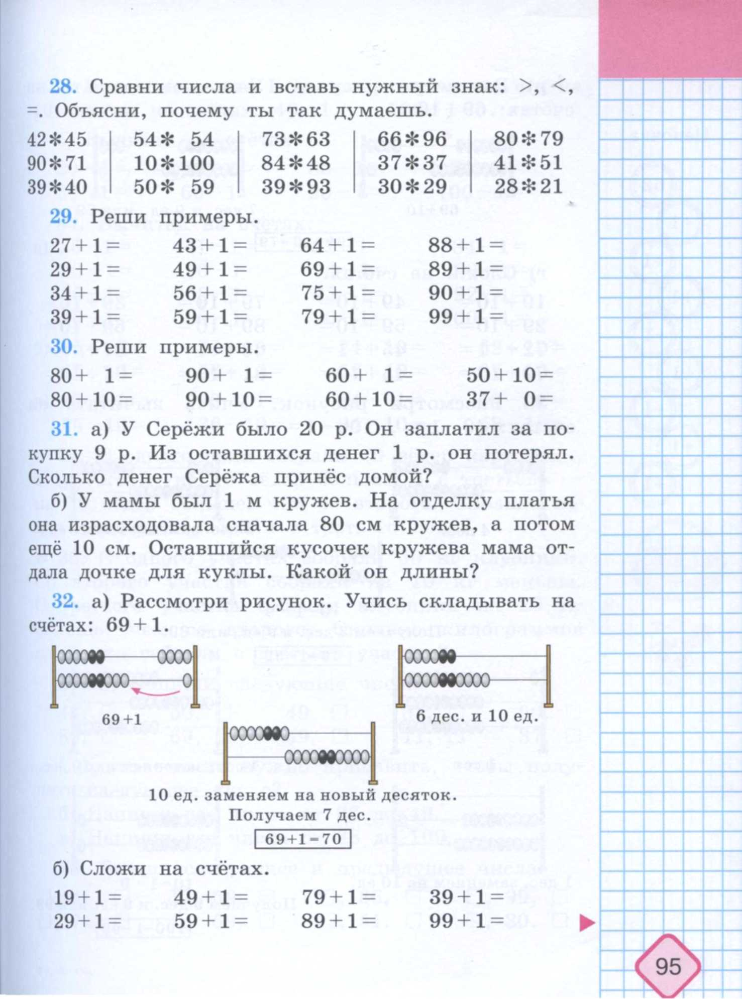 28. Сравни числа и вставь нужный знак: >, <,
=. Объясни, почему ты так думаешь.
42*45 54* 54 73*63 66*96 80*79
90*71 10*100 84*48 37*37 41*51
39*40 50* 59 39*93 30*29 28*21
29. Реши примеры.
27+1= 43+1= 64+1= 88+1=
29+1= 49+1= 69+1= 89+1=
34+1= 56+1= 75+1= 90+1=
39+1= 59+1= 79+1= 99+1=
30. Реши примеры.
80+ 1= 90+ 1= 60+ 1= 50+10=
80+10= 90+10= 60+10= 37+ 0=
31. а) У Серёжи было 20 р. Он заплатил за по-
купку 9 р. Из оставшихся денег 1 р. он потерял.
Сколько денег Серёжа принёс домой?
б) У мамы был 1 м кружев. На отделку платья
она израсходовала сначала 80 см кружев, а потом
ещё 10 см. Оставшийся кусочек кружева мама от-
дала дочке для куклы. Какой он длины?
32. а) Рассмотри рисунок. Учись складывать на
счётах: 69+1.
69+1
6 дес. и 10 ед.
10 ед. заменяем на новый десяток.
Получаем 7 дес.
69+1=70
б) Сложи на счётах.
19+1= 49+1= 79+1= 39+1=
29+1= 59+1= 89+1= 99+1=
95